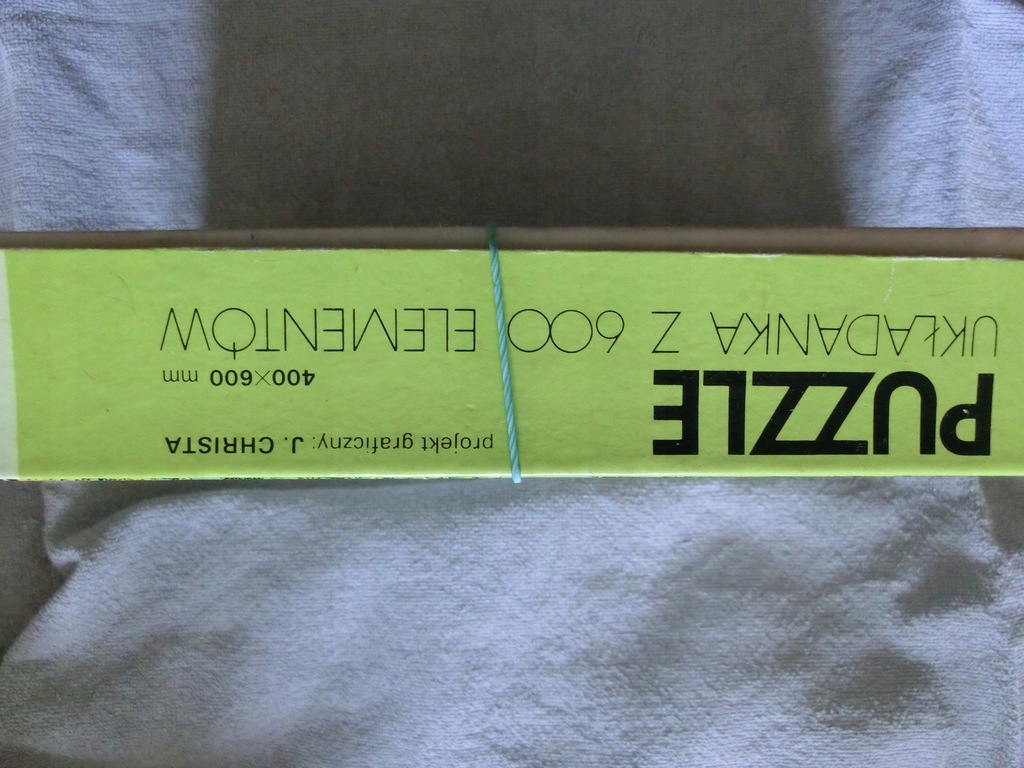 projekt graficzny: J. CHRISTA
PUZZLE
400×600 mm
UKŁADANKA Z 600 ELEMENTÓW